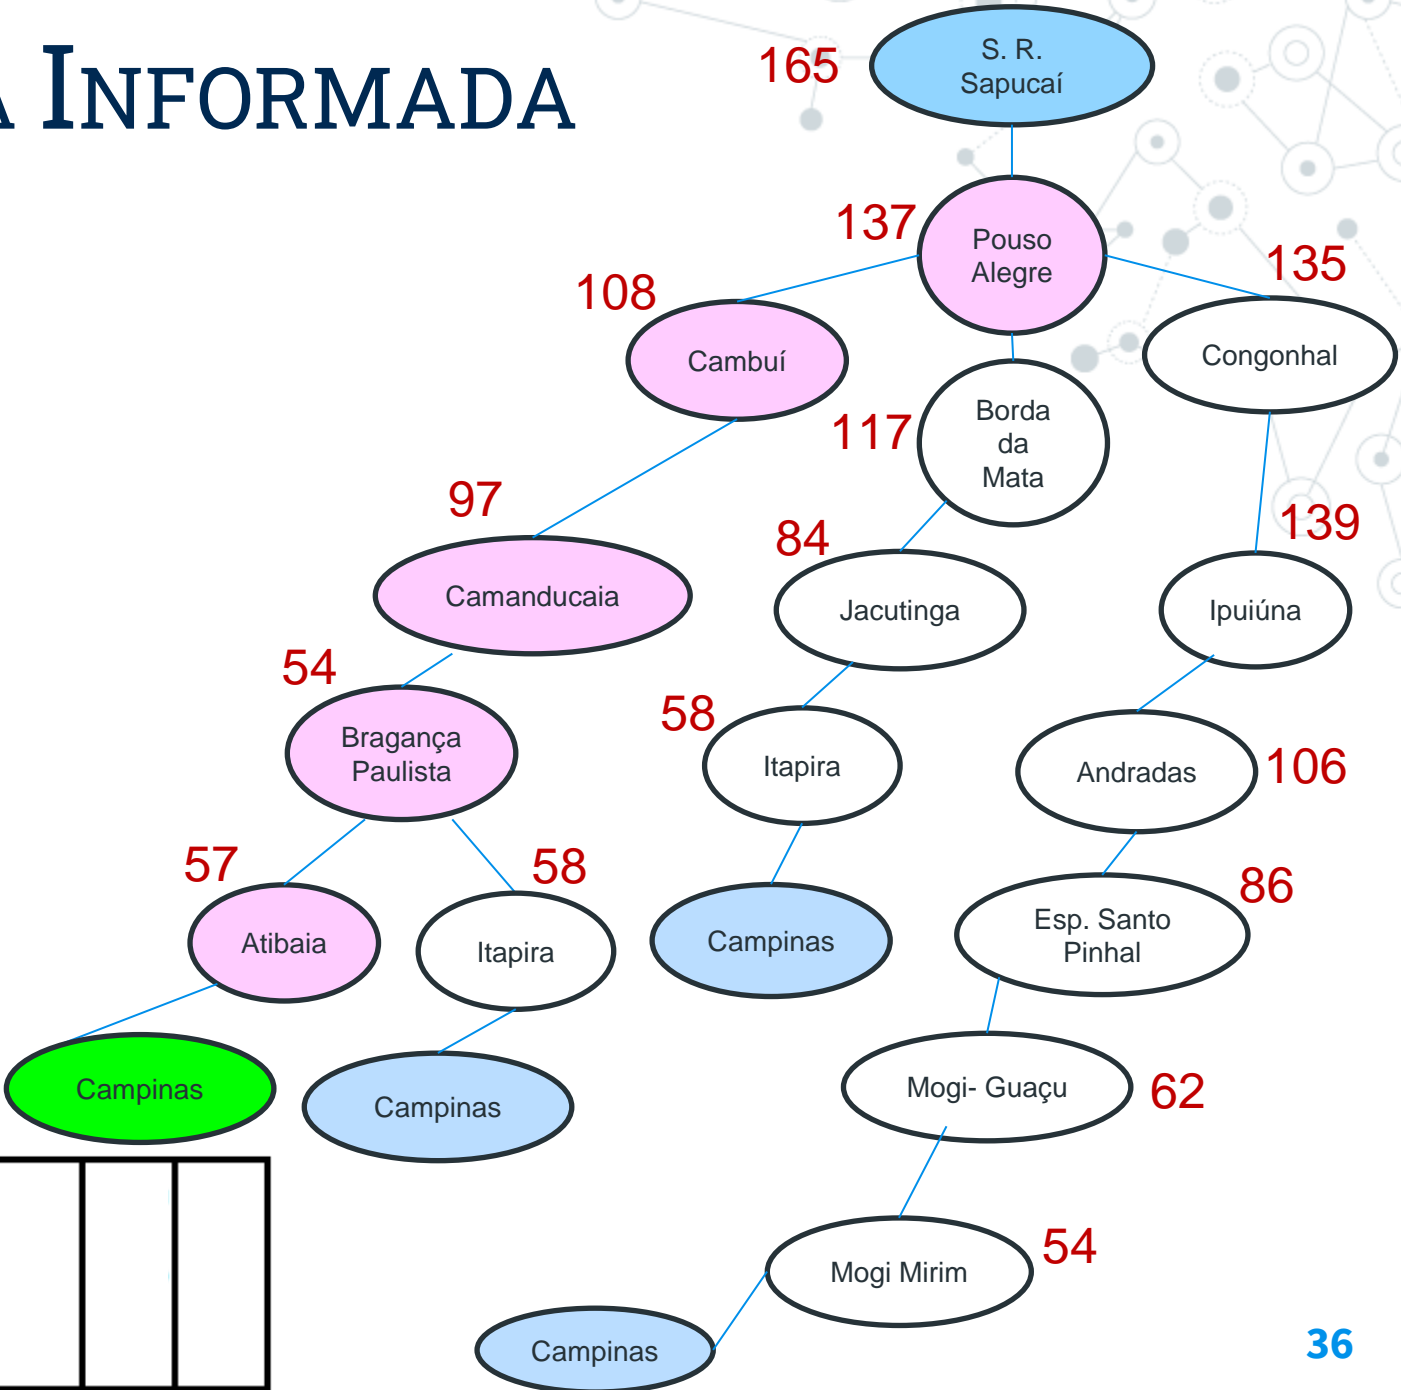 A INFORMADA
165
S. R.
Sapucaí
137
Pouso
Alegre
135
108
Cambuí
Congonhal
117
Borda
da
Mata
97
Camanducaia
84
Jacutinga
139
Ipuiúna
54
Bragança
Paulista
58
Itapira
Andradas
106
57
Atibaia
58
Itapira
Campinas
86
Esp. Santo
Pinhal
Campinas
Campinas
Mogi- Guaçu
62
Mogi Mirim
54
Campinas
36